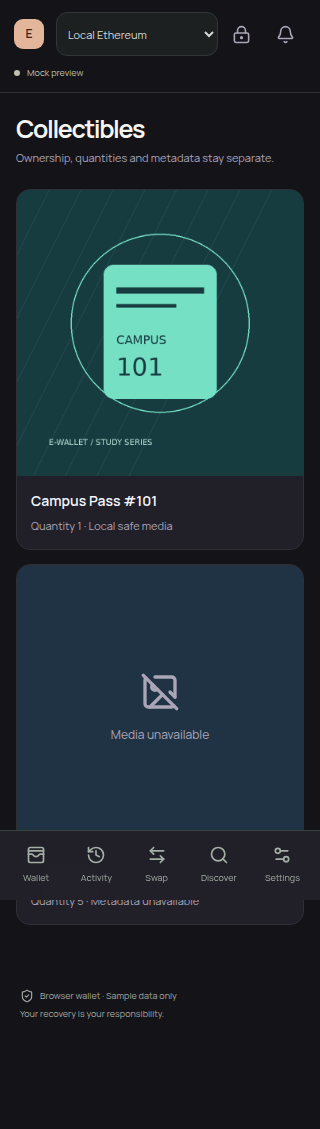 E
Local Ethereum
Mock preview
Collectibles
Ownership, quantities and metadata stay separate.
CAMPUS
101
E-WALLET / STUDY SERIES
Campus Pass #101
Quantity 1 · Local safe media
Media unavailable
Wallet
Activity
Swap
Discover
Settings
Quantity 5 · Metadata unavailable
Browser wallet · Sample data only
Your recovery is your responsibility.